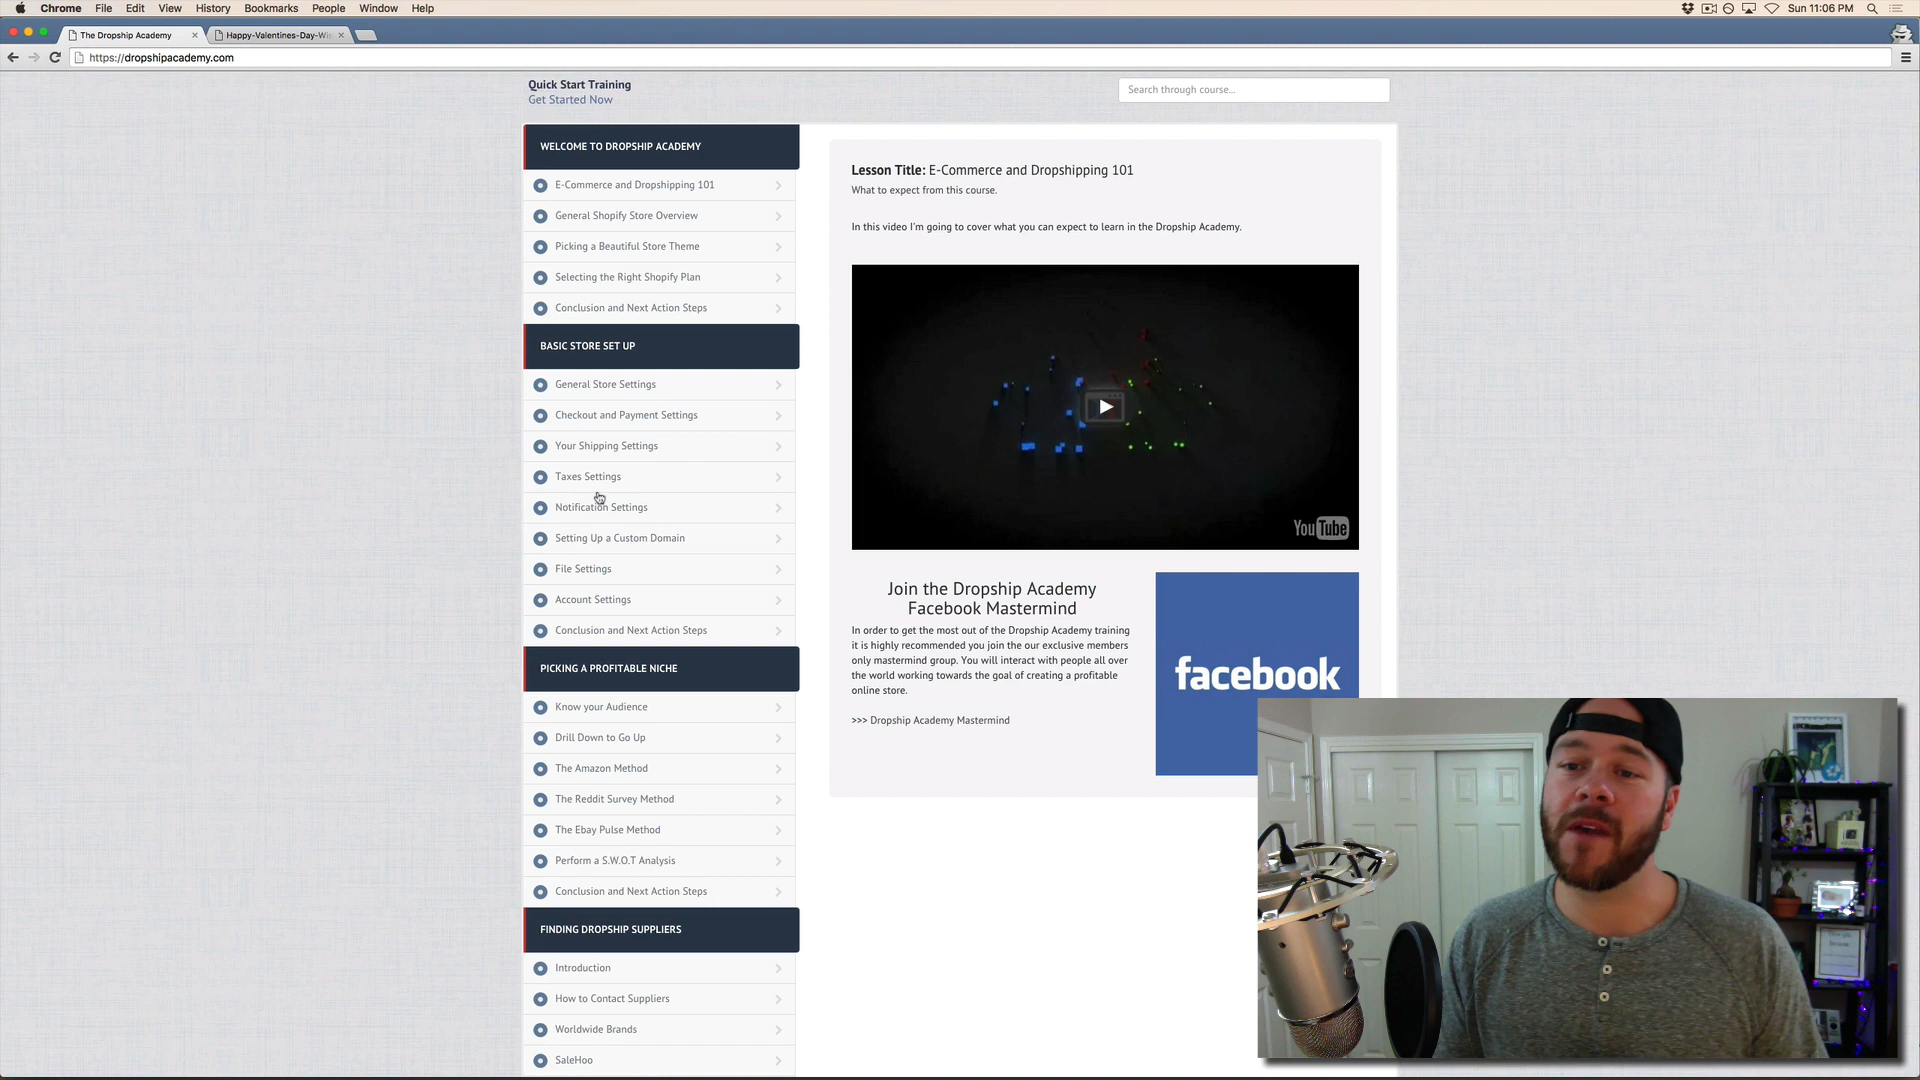 Chrome File Edit View History Bookmarks People Window Help
Sun 11:06 PM
The Dropship Academy
Happy-Valentines-Day-Wi
https://dropshipacademy.com
Quick Start Training
Get Started Now
Search through course...
WELCOME TO DROPSHIP ACADEMY
E-Commerce and Dropshipping 101
General Shopify Store Overview
Picking a Beautiful Store Theme
Selecting the Right Shopify Plan
Conclusion and Next Action Steps
BASIC STORE SET UP
General Store Settings
Checkout and Payment Settings
Your Shipping Settings
Taxes Settings
Notification Settings
Setting Up a Custom Domain
File Settings
Account Settings
Conclusion and Next Action Steps
PICKING A PROFITABLE NICHE
Know your Audience
Drill Down to Go Up
The Amazon Method
The Reddit Survey Method
The Ebay Pulse Method
Perform a S.W.O.T Analysis
Conclusion and Next Action Steps
FINDING DROPSHIP SUPPLIERS
Introduction
How to Contact Suppliers
Worldwide Brands
SaleHoo
Lesson Title: E-Commerce and Dropshipping 101
What to expect from this course.
In this video I'm going to cover what you can expect to learn in the Dropship Academy.
YouTube
Join the Dropship Academy
Facebook Mastermind
In order to get the most out of the Dropship Academy training
it is highly recommended you join the our exclusive members
only mastermind group. You will interact with people all over
the world working towards the goal of creating a profitable
online store.
>>> Dropship Academy Mastermind
facebook